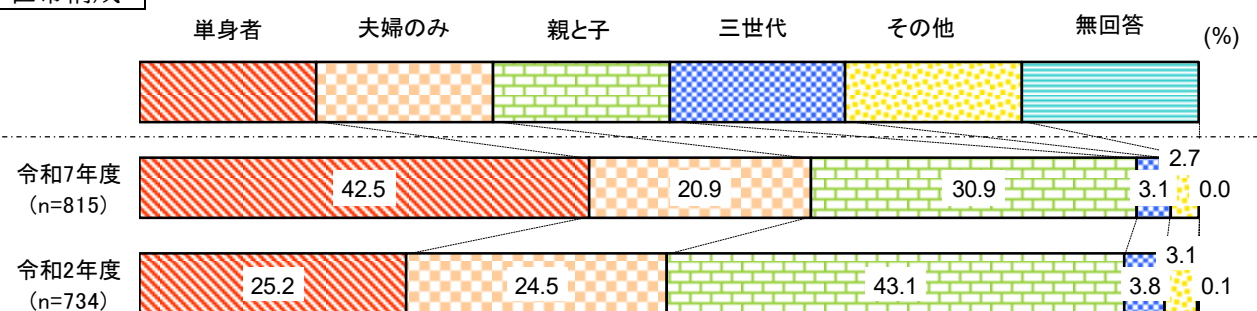 単身者 夫婦のみ 親と子 三世代 その他 無回答 (%)
令和7年度
(n=815)
42.5 20.9 30.9 3.1 2.7 0.0
令和2年度
(n=734)
25.2 24.5 43.1 3.8 3.1 0.1